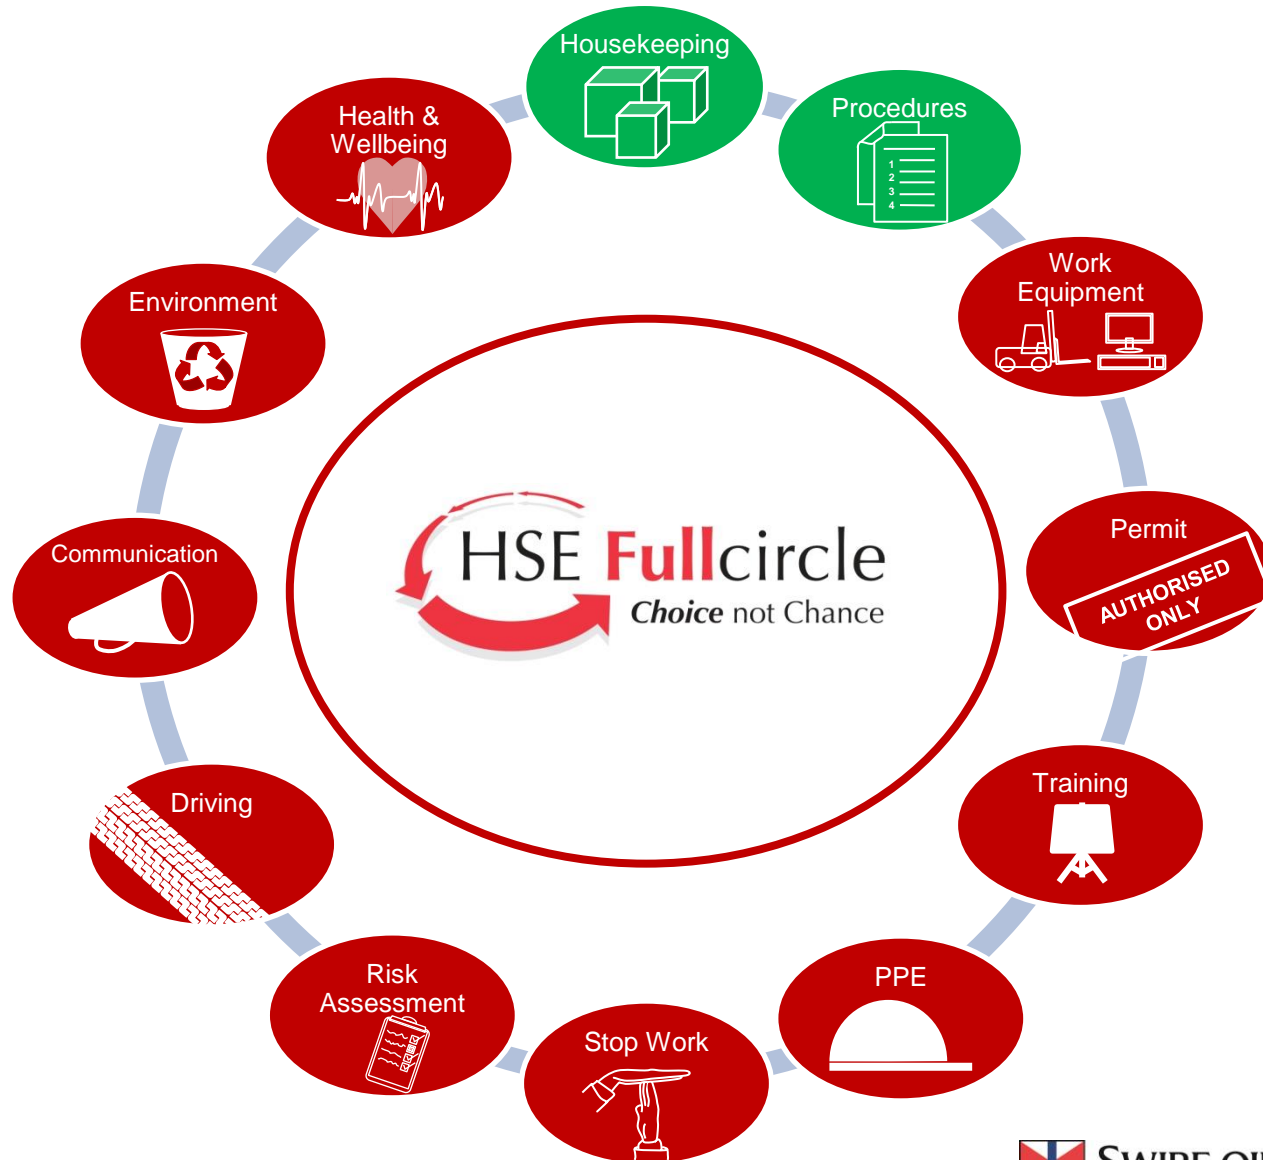 Housekeeping
Procedures
1
2
3
4
Work
Equipment
Permit
AUTHORISED
ONLY
Training
PPE
Stop Work
Risk
Assessment
Driving
Communication
Environment
Health &
Wellbeing
HSE Fullcircle
Choice not Chance